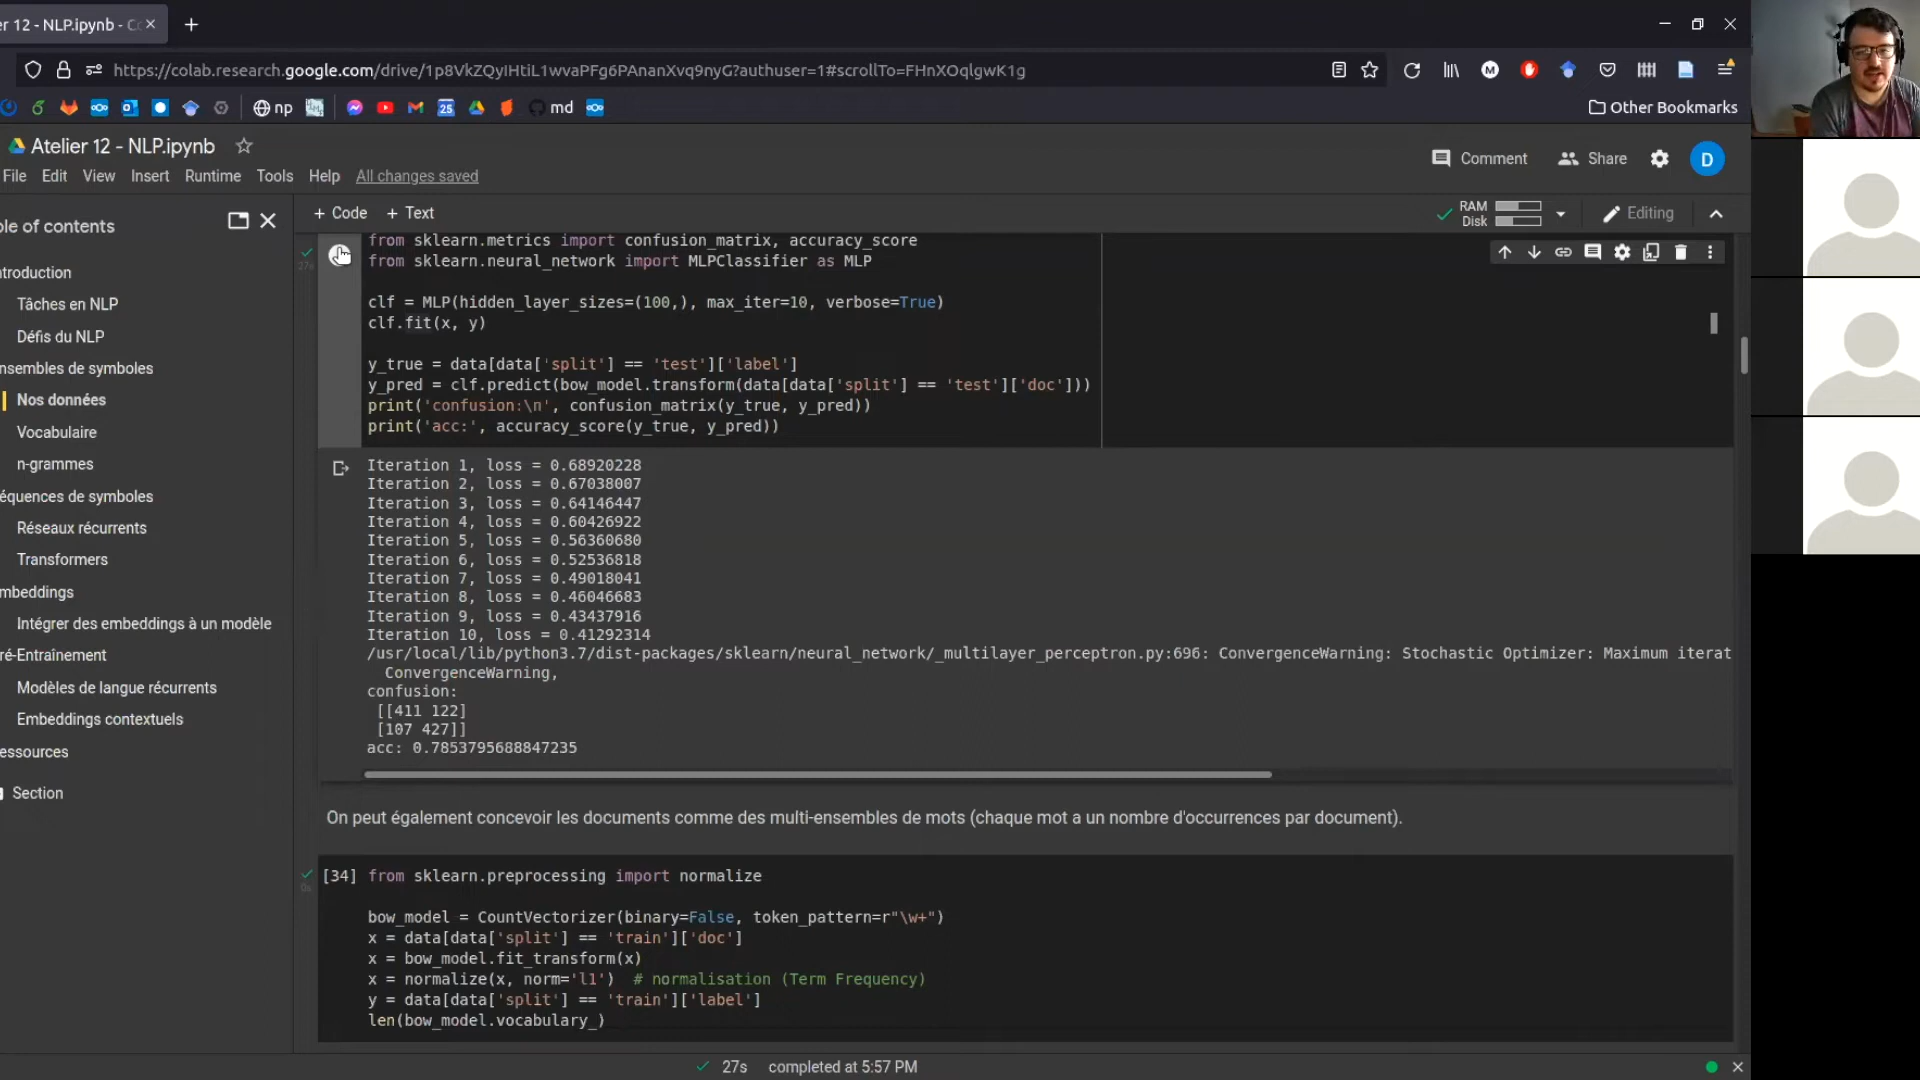 er 12 - NLP.ipynb - Co
https://colab.research.google.com/drive/1p8VkZQyIHtiL1wvaPFg6PAnanXvq9nyG?authuser=1#scrollTo=FHnXOqlgwK1g
np
25
md
Other Bookmarks
Atelier 12 - NLP.ipynb
Comment
Share
D
File Edit View Insert Runtime Tools Help All changes saved
ble of contents
+ Code + Text
RAM
Disk
Editing
ntroduction
Tâches en NLP
Défis du NLP
nsembles de symboles
Nos données
Vocabulaire
n-grammes
équences de symboles
Réseaux récurrents
Transformers
mbeddings
Intégrer des embeddings à un modèle
ré-Entraînement
Modèles de langue récurrents
Embeddings contextuels
essources
Section
27s
from sklearn.metrics import confusion_matrix, accuracy_score
from sklearn.neural_network import MLPClassifier as MLP
clf = MLP(hidden_layer_sizes=(100,), max_iter=10, verbose=True)
clf.fit(x, y)
y_true = data[data['split'] == 'test']['label']
y_pred = clf.predict(bow_model.transform(data[data['split'] == 'test']['doc']))
print('confusion:\n', confusion_matrix(y_true, y_pred))
print('acc:', accuracy_score(y_true, y_pred))
Iteration 1, loss = 0.68920228
Iteration 2, loss = 0.67038007
Iteration 3, loss = 0.64146447
Iteration 4, loss = 0.60426922
Iteration 5, loss = 0.56360680
Iteration 6, loss = 0.52536818
Iteration 7, loss = 0.49018041
Iteration 8, loss = 0.46046683
Iteration 9, loss = 0.43437916
Iteration 10, loss = 0.41292314
/usr/local/lib/python3.7/dist-packages/sklearn/neural_network/_multilayer_perceptron.py:696: ConvergenceWarning: Stochastic Optimizer: Maximum iterat
ConvergenceWarning,
confusion:
[[411 122]
[107 427]]
acc: 0.7853795688847235
On peut également concevoir les documents comme des multi-ensembles de mots (chaque mot a un nombre d'occurrences par document).
0s
[34] from sklearn.preprocessing import normalize
bow_model = CountVectorizer(binary=False, token_pattern=r"\w+")
x = data[data['split'] == 'train']['doc']
x = bow_model.fit_transform(x)
x = normalize(x, norm='l1') # normalisation (Term Frequency)
y = data[data['split'] == 'train']['label']
len(bow_model.vocabulary_)
27s completed at 5:57 PM